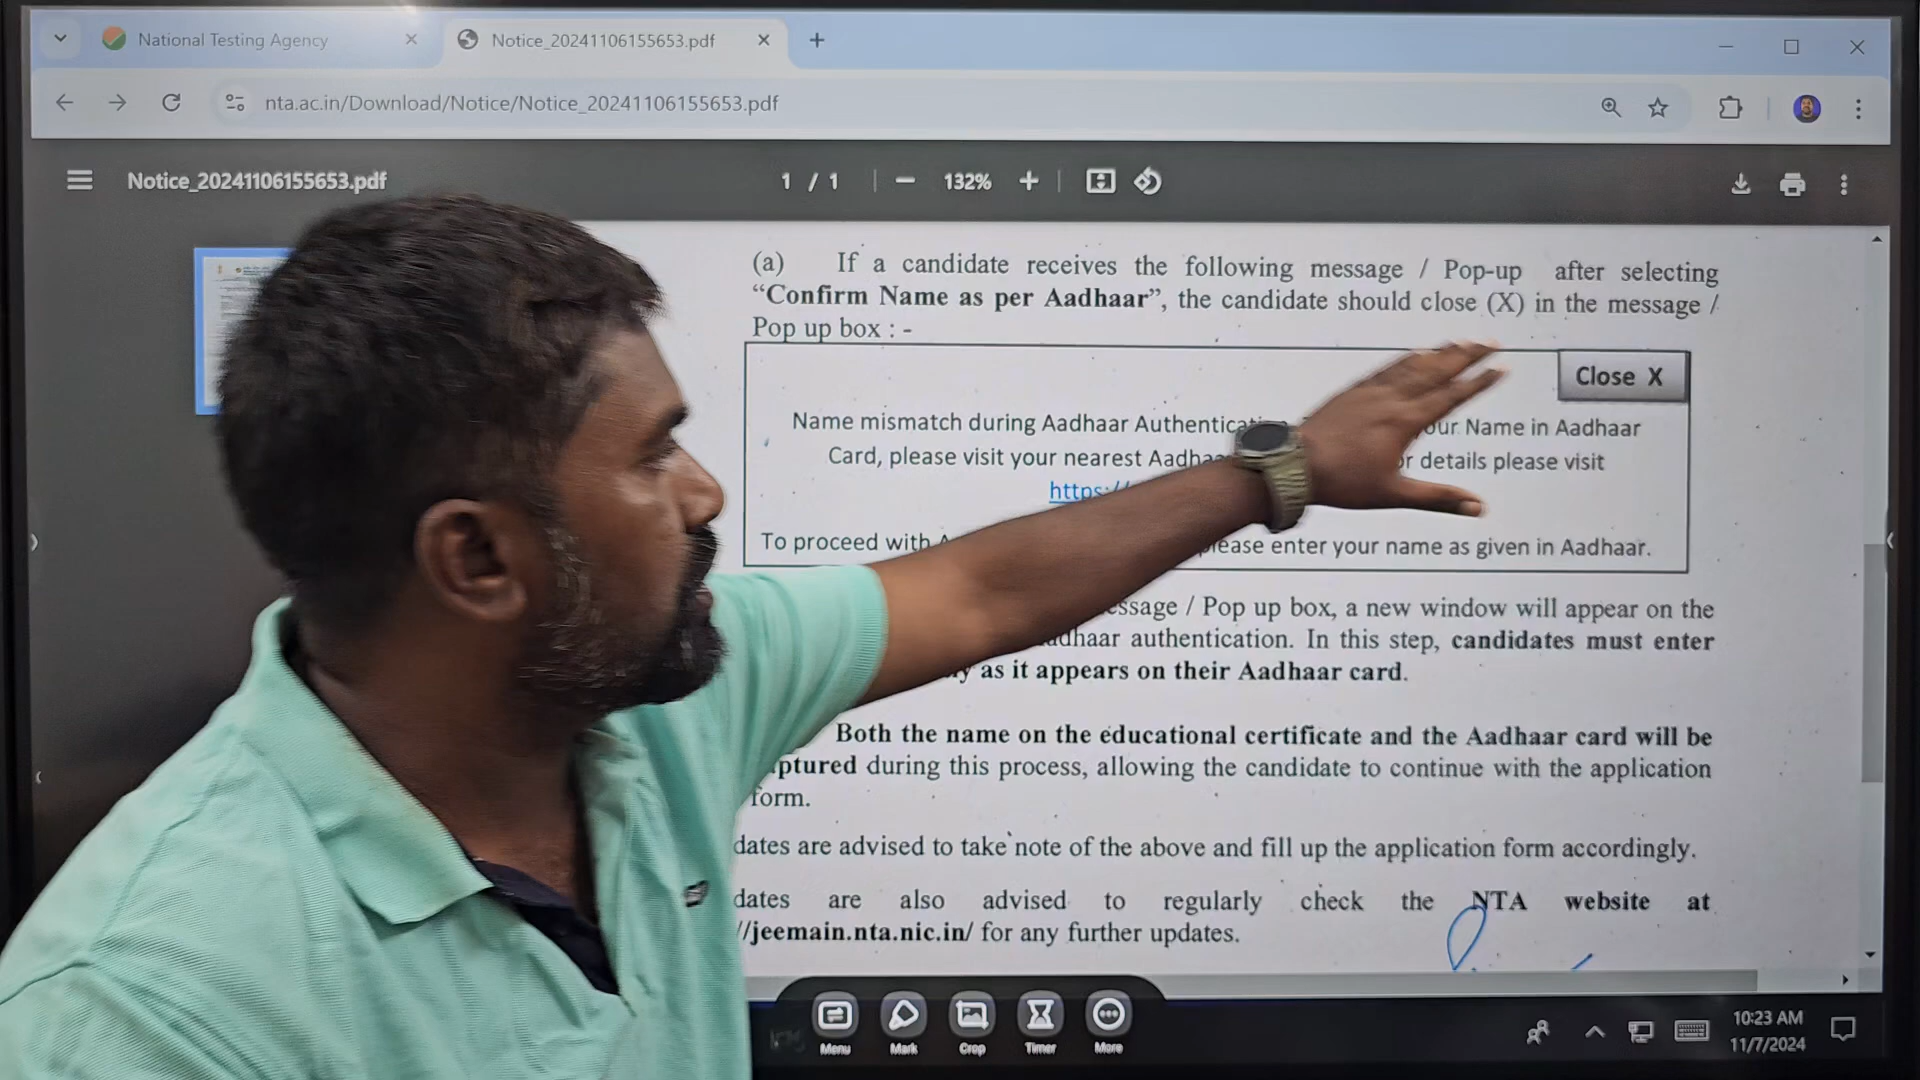 National Testing Agency
Notice_20241106155653.pdf
nta.ac.in/Download/Notice/Notice_20241106155653.pdf
Notice_20241106155653.pdf
1 / 1
132%
(a) If a candidate receives the following message / Pop-up after selecting
“Confirm Name as per Aadhaar”, the candidate should close (X) in the message /
Pop up box : -
Close X
Name mismatch during Aadhaar Name in Aadhaar
Card, please visit your nearest details please visit
https:/
To proceed with enter your name as given in Aadhaar.
/ Pop up box, a new window will appear on the
authentication. In this step, candidates must enter
as it appears on their Aadhaar card.
Both the name on the educational certificate and the Aadhaar card will be
ptured during this process, allowing the candidate to continue with the application
form.
dates are advised to take note of the above and fill up the application form accordingly.
dates are also advised to regularly check the NTA website at
//jeemain.nta.nic.in/ for any further updates.
Menu
Mark
Crop
Timer
More
10:23 AM
11/7/2024